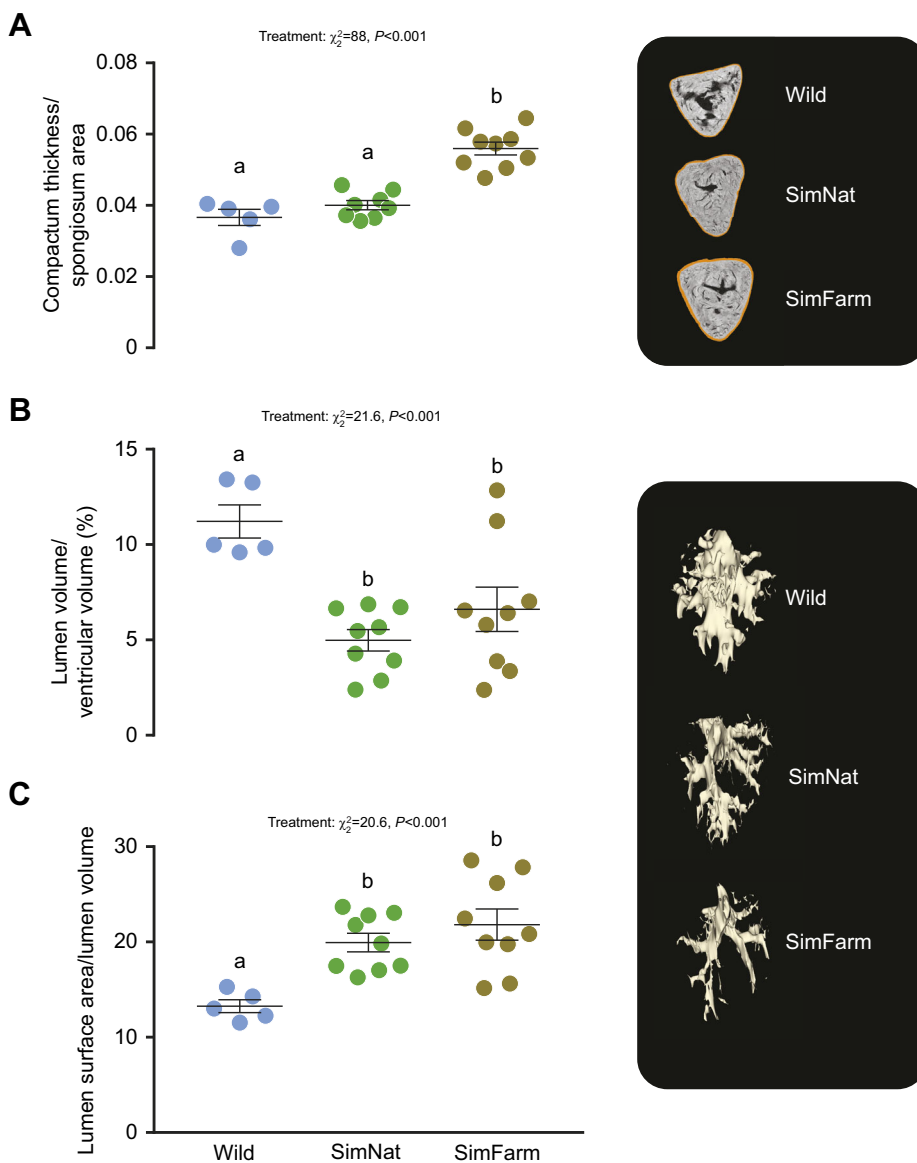 A
Treatment: χ²₂=88, P<0.001
Compactum thickness/
spongiosum area
0.08
0.06
0.04
0.02
0
a
a
b
Wild
SimNat
SimFarm
B
Treatment: χ²₂=21.6, P<0.001
Lumen volume/
ventricular volume (%)
15
10
5
0
a
b
b
Wild
SimNat
SimFarm
C
Treatment: χ²₂=20.6, P<0.001
Lumen surface area/lumen volume
30
20
10
0
a
b
b
Wild
SimNat
SimFarm